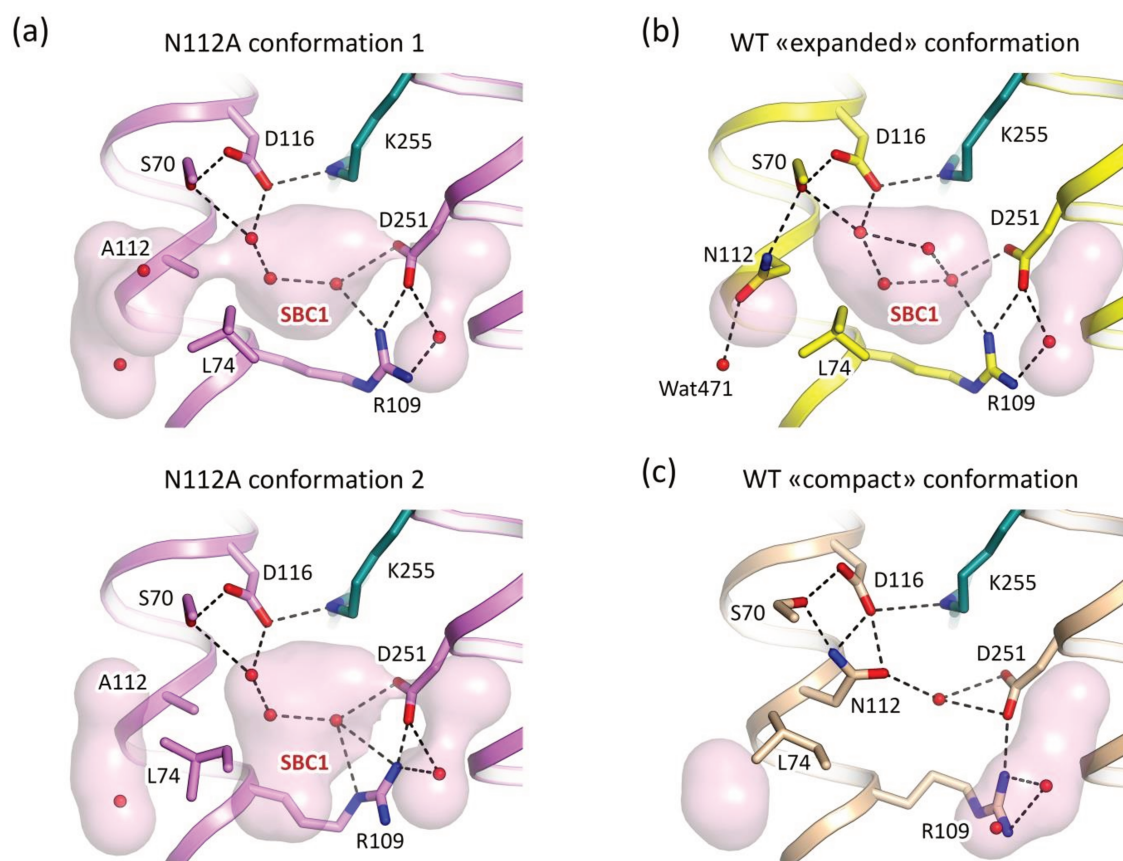 (a)
N112A conformation 1
D116
K255
S70
D251
A112
SBC1
L74
R109
(b)
WT «expanded» conformation
D116
K255
S70
D251
N112
SBC1
L74
Wat471
R109
N112A conformation 2
D116
K255
S70
D251
A112
SBC1
L74
R109
(c)
WT «compact» conformation
D116
K255
S70
D251
N112
L74
R109